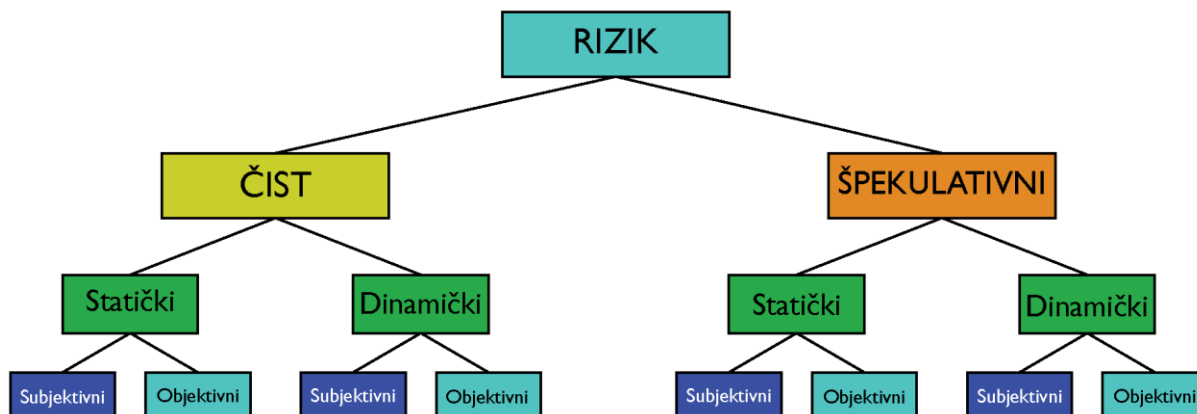 RIZIK
ČIST
ŠPEKULATIVNI
Statički
Dinamički
Statički
Dinamički
Subjektivni
Objektivni
Subjektivni
Objektivni
Subjektivni
Objektivni
Subjektivni
Objektivni